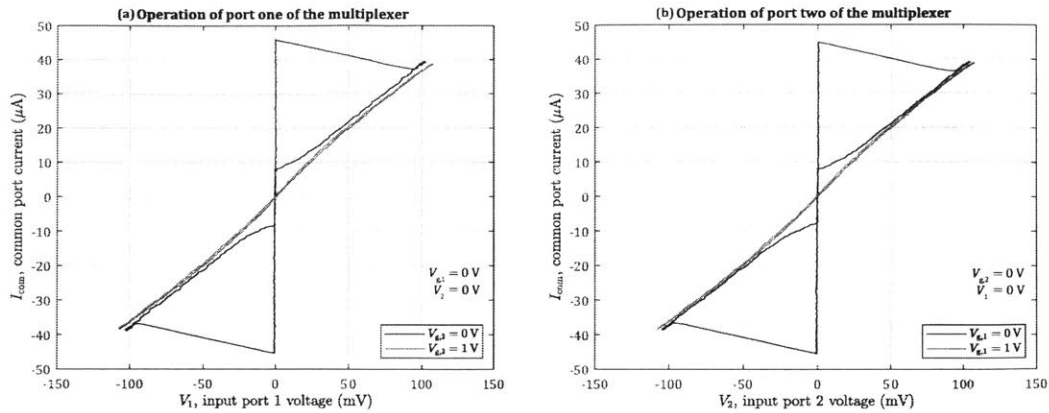 (a) Operation of port one of the multiplexer
50
40
30
20
10
0
-10
-20
-30
-40
-50
-150
-100
-50
0
50
100
150
I_com, common port current (μA)
V_1, input port 1 voltage (mV)
V_g,1 = 0 V
V_2 = 0 V
V_g,2 = 0 V
V_g,2 = 1 V
(b) Operation of port two of the multiplexer
50
40
30
20
10
0
-10
-20
-30
-40
-50
-150
-100
-50
0
50
100
150
I_com, common port current (μA)
V_2, input port 2 voltage (mV)
V_g,2 = 0 V
V_1 = 0 V
V_g,1 = 0 V
V_g,1 = 1 V